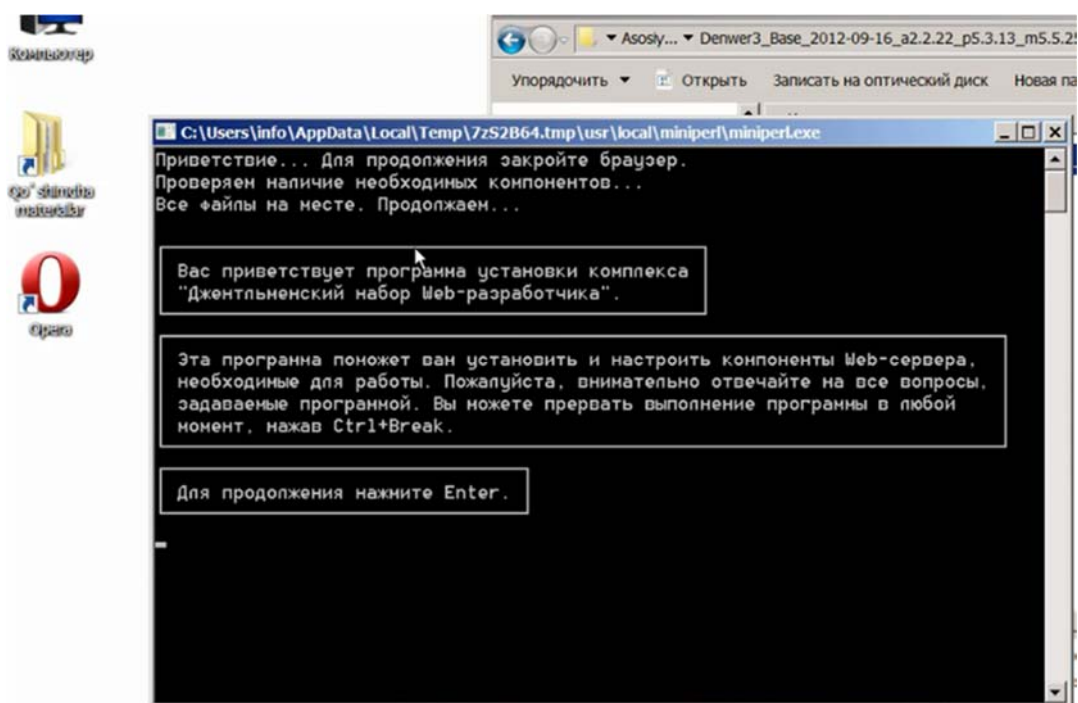 Компьютер
Asosiy... Denwer3_Base_2012-09-16_a2.2.22_p5.3.13_m5.5.25
Упорядочить Открыть Записать на оптический диск Новая па
C:\Users\info\AppData\Local\Temp\7zS2B64.tmp\usr\local\miniperl\miniperl.exe
Приветствие... Для продолжения закройте браузер.
Проверяем наличие необходимых компонентов...
Все файлы на месте. Продолжаем...
Qo'shimcha
materiallar
Вас приветствует программа установки комплекса
"Джентльменский набор Web-разработчика".
Opera
Эта программа поможет вам установить и настроить компоненты Web-сервера,
необходимые для работы. Пожалуйста, внимательно отвечайте на все вопросы,
задаваемые программой. Вы можете прервать выполнение программы в любой
момент, нажав Ctrl+Break.
Для продолжения нажмите Enter.